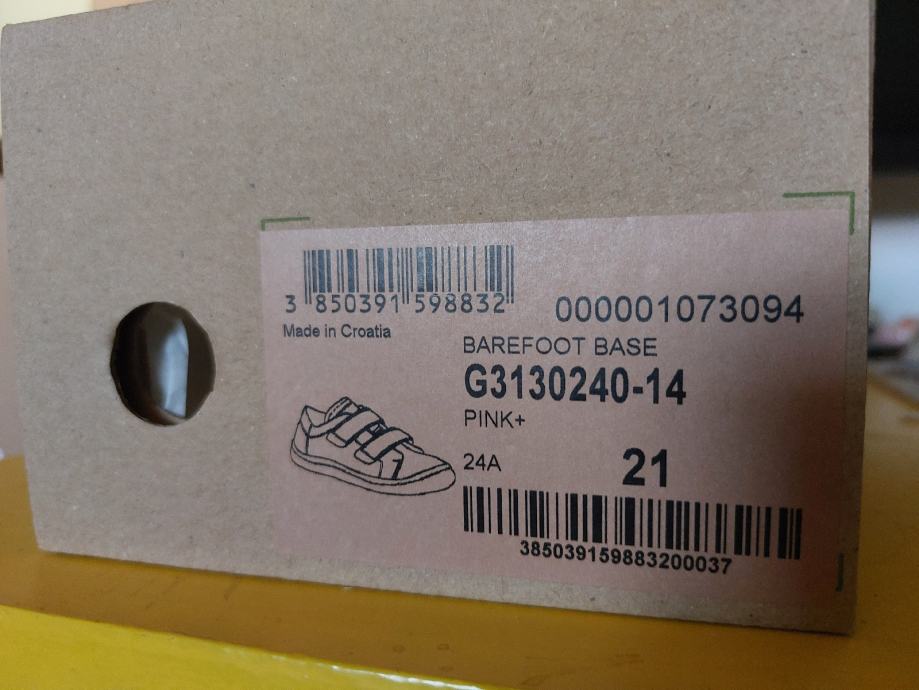 3 850391 598832
000001073094
Made in Croatia
BAREFOOT BASE
G3130240-14
PINK+
24A
21
385039159883200037